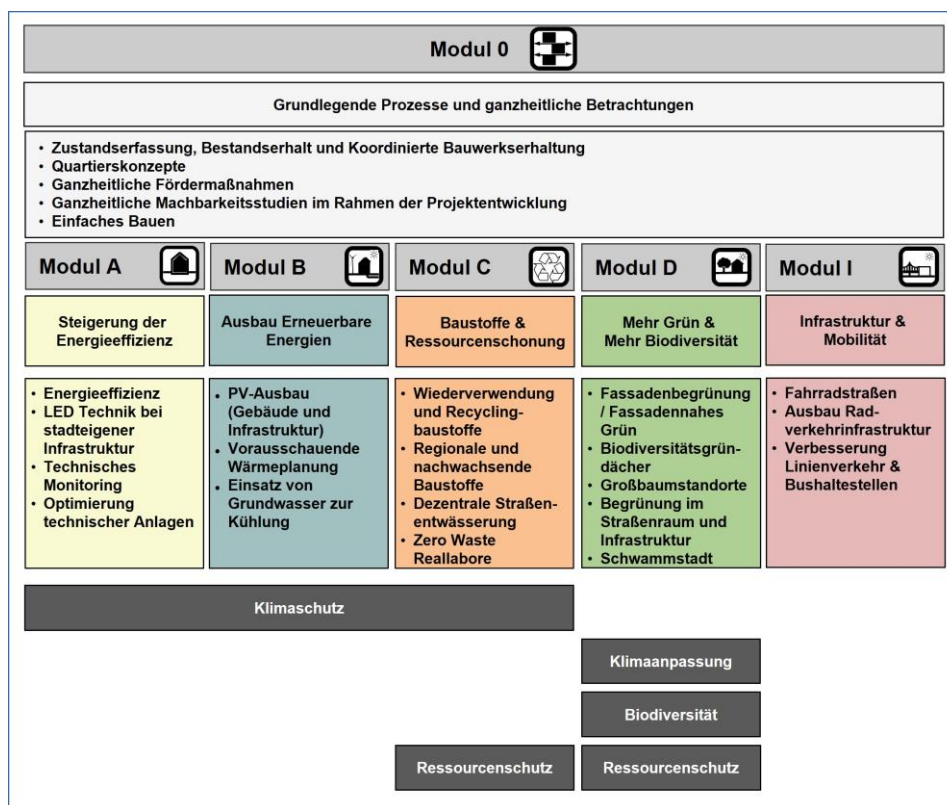 Modul 0
Grundlegende Prozesse und ganzheitliche Betrachtungen
• Zustandserfassung, Bestandserhalt und Koordinierte Bauwerkserhaltung
• Quartierskonzepte
• Ganzheitliche Fördermaßnahmen
• Ganzheitliche Machbarkeitsstudien im Rahmen der Projektentwicklung
• Einfaches Bauen
Modul A
Steigerung der
Energieeffizienz
• Energieeffizienz
• LED Technik bei
stadteigener
Infrastruktur
• Technisches
Monitoring
• Optimierung
technischer Anlagen
Modul B
Ausbau Erneuerbare
Energien
• PV-Ausbau
(Gebäude und
Infrastruktur)
• Vorausschauende
Wärmeplanung
• Einsatz von
Grundwasser zur
Kühlung
Modul C
Baustoffe &
Ressourcenschonung
• Wiederverwendung
und Recycling-
baustoffe
• Regionale und
nachwachsende
Baustoffe
• Dezentrale Straßen-
entwässerung
• Zero Waste
Reallabore
Modul D
Mehr Grün &
Mehr Biodiversität
• Fassadenbegrünung
/ Fassadennahes
Grün
• Biodiversitätsgrün-
dächer
• Großbaumstandorte
• Begrünung im
Straßenraum und
Infrastruktur
• Schwammstadt
Modul I
Infrastruktur &
Mobilität
• Fahrradstraßen
• Ausbau Rad-
verkehrinfrastruktur
• Verbesserung
Linienverkehr &
Bushaltestellen
Klimaschutz
Klimaanpassung
Biodiversität
Ressourcenschutz
Ressourcenschutz